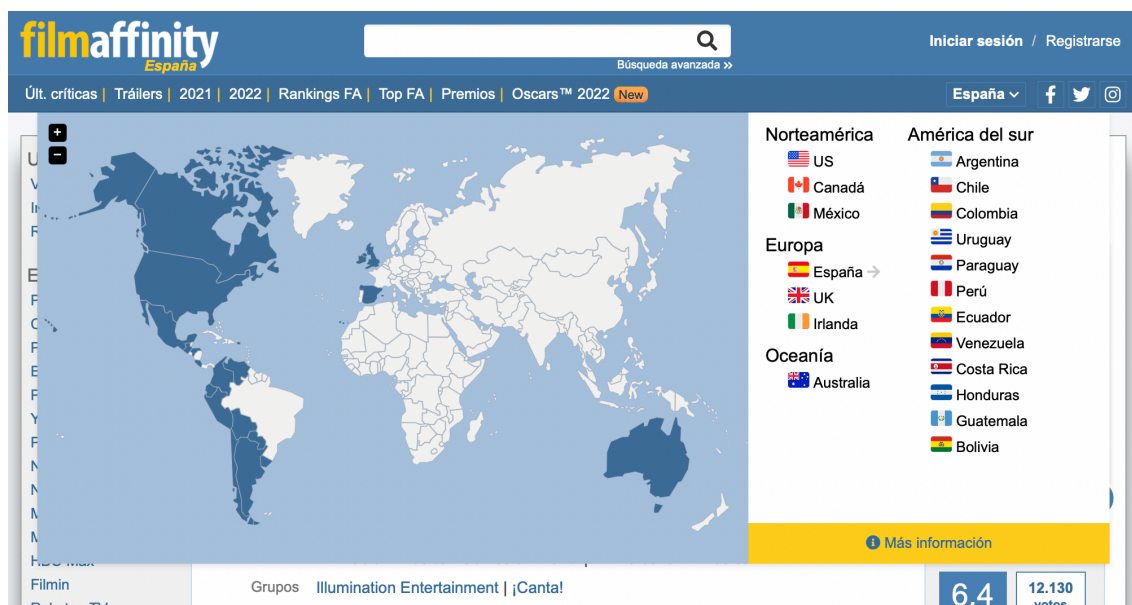 filmaffinity
España
Búsqueda avanzada »
Iniciar sesión / Registrarse
Últ. críticas | Tráilers | 2021 | 2022 | Rankings FA | Top FA | Premios | Oscars™ 2022 New
España
+
−
Norteamérica
US
Canadá
México
Europa
España
UK
Irlanda
Oceanía
Australia
América del sur
Argentina
Chile
Colombia
Uruguay
Paraguay
Perú
Ecuador
Venezuela
Costa Rica
Honduras
Guatemala
Bolivia
Más información
HBO Max
Filmin
Grupos Illumination Entertainment | ¡Canta!
6,4
12.130
votos